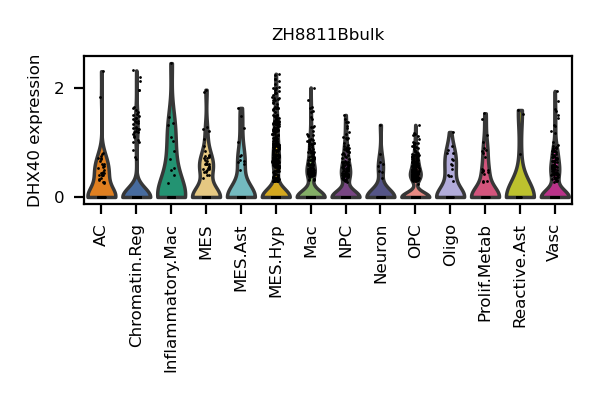 ZH8811Bbulk
DHX40 expression
2
0
AC
Chromatin.Reg
Inflammatory.Mac
MES
MES.Ast
MES.Hyp
Mac
NPC
Neuron
OPC
Oligo
Prolif.Metab
Reactive.Ast
Vasc